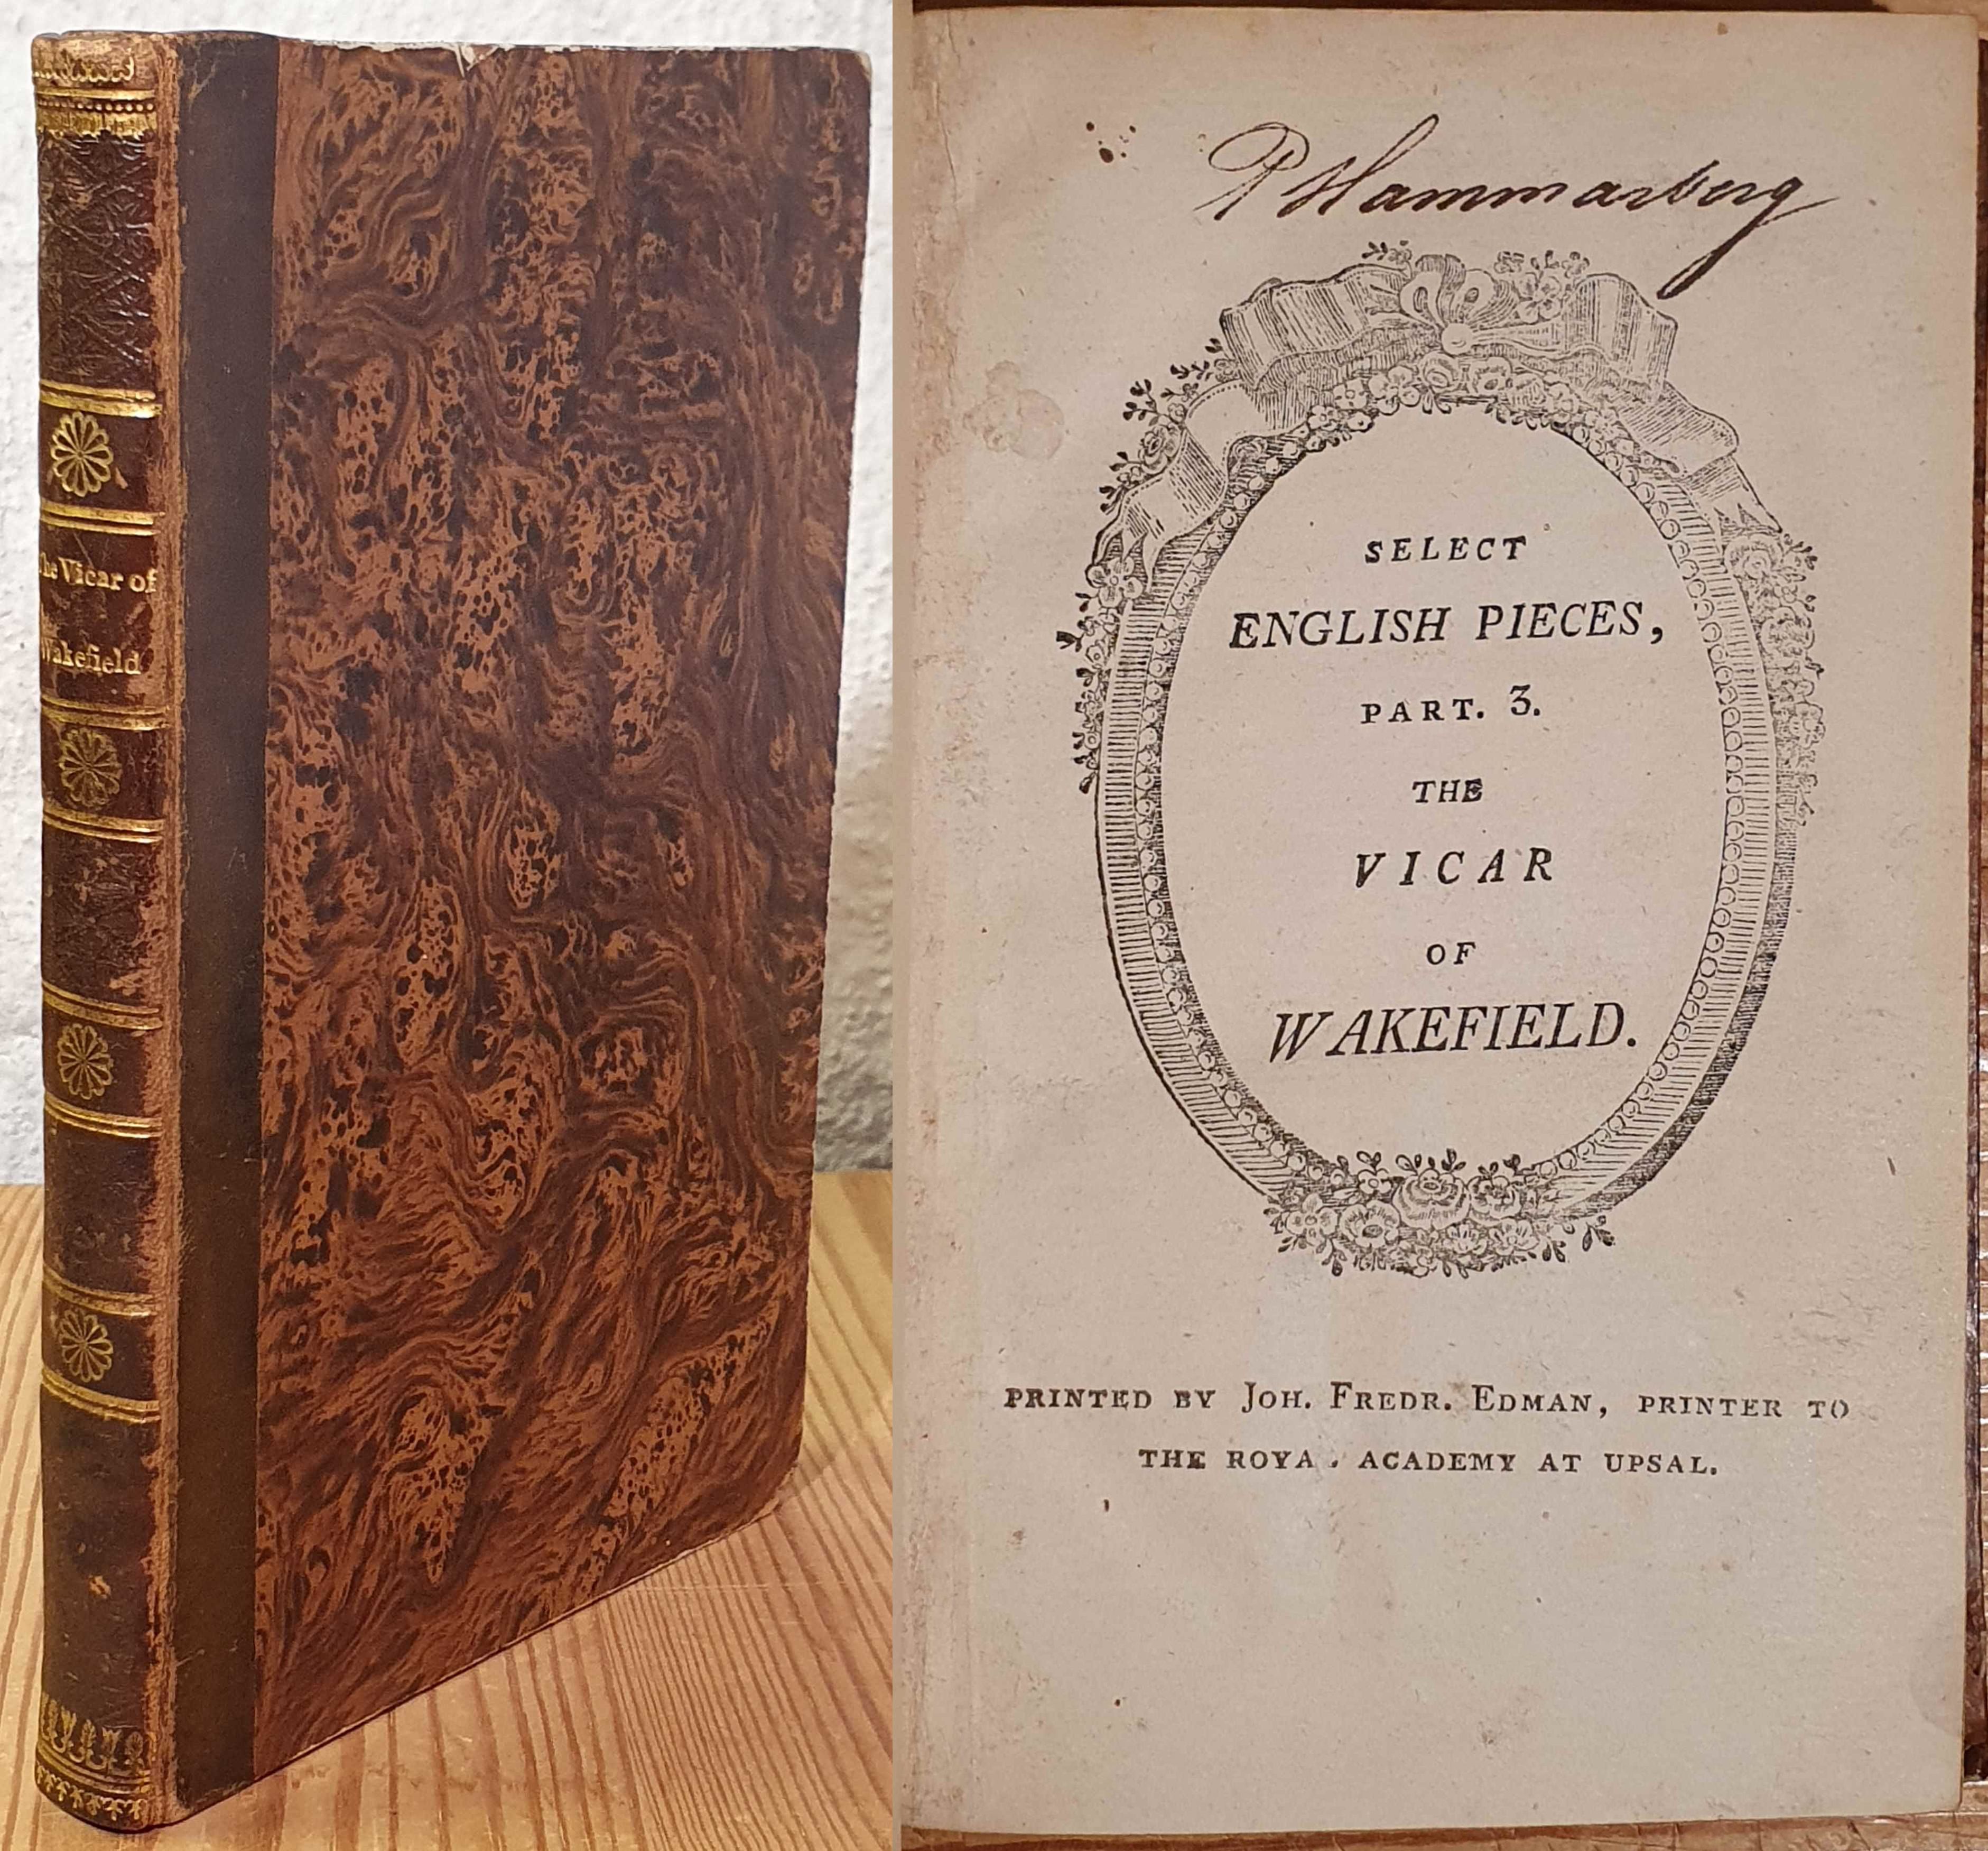 The Vicar of
Wakefield
P Hammarberg
SELECT
ENGLISH PIECES,
PART. 3.
THE
VICAR
OF
WAKEFIELD.
PRINTED BY JOH. FREDR. EDMAN, PRINTER TO
THE ROYA. ACADEMY AT UPSAL.